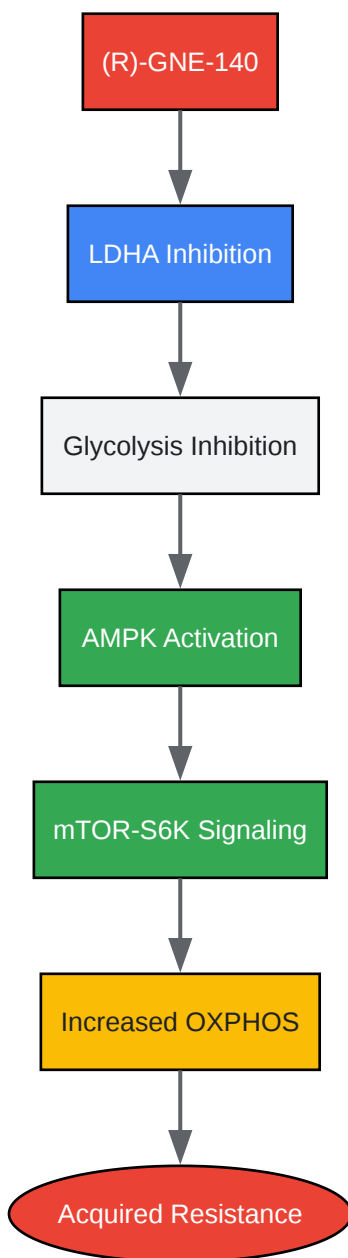 (R)-GNE-140
LDHA Inhibition
Glycolysis Inhibition
AMPK Activation
mTOR-S6K Signaling
Increased OXPHOS
Acquired Resistance